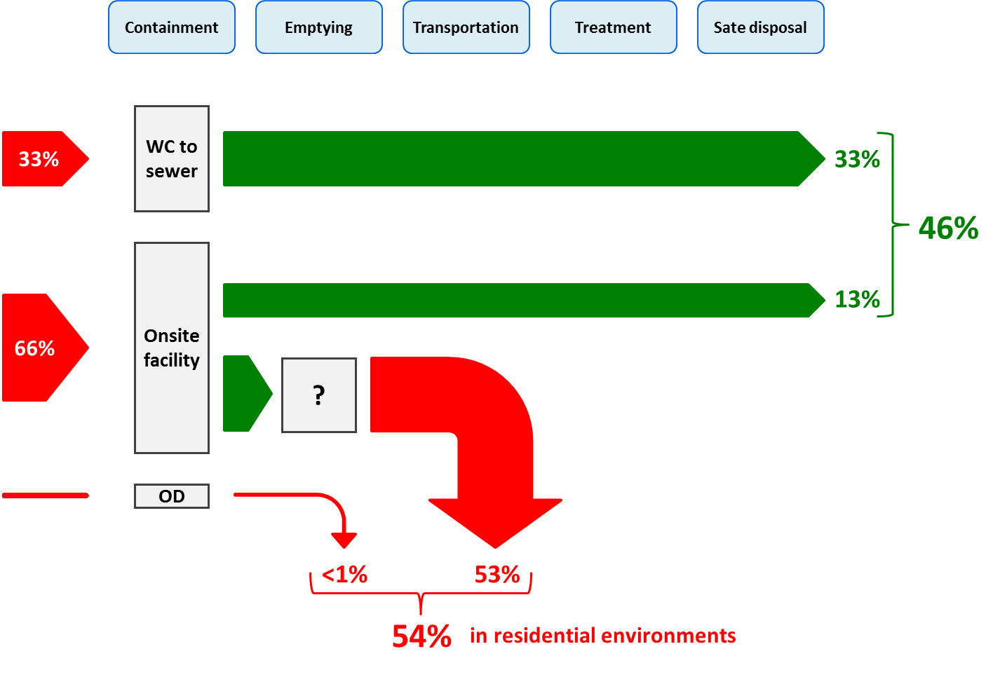 Containment
Emptying
Transportation
Treatment
Sate disposal
33%
WC to
sewer
33%
46%
66%
Onsite
facility
13%
?
OD
<1%
53%
54% in residential environments